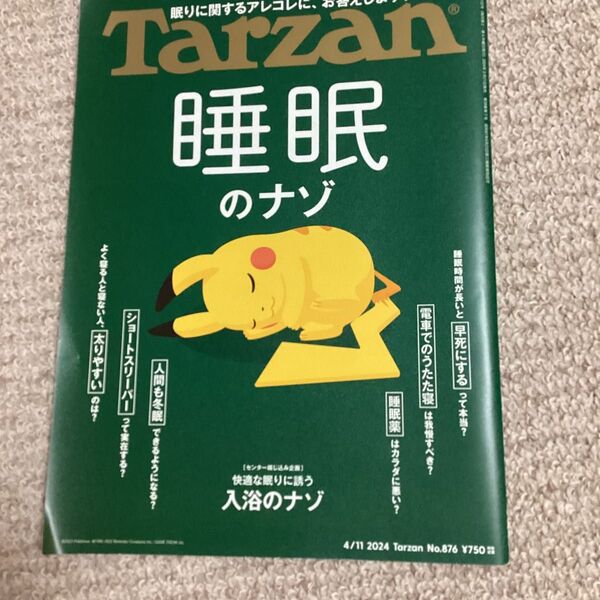 眠りに関するアレコレに、お答えします
Tarzan®
睡眠
のナゾ
睡眠時間が長いと早死にするって本当?
電車でのうたた寝は我慢すべき?
睡眠薬はカラダに悪い?
人間も冬眠できるようになる?
ショートスリーパーって実在する?
よく寝る人と寝ない人、太りやすいのは?
[センター綴じ込み企画]
快適な眠りに誘う
入浴のナゾ
4/11 2024 Tarzan No.876 ¥750